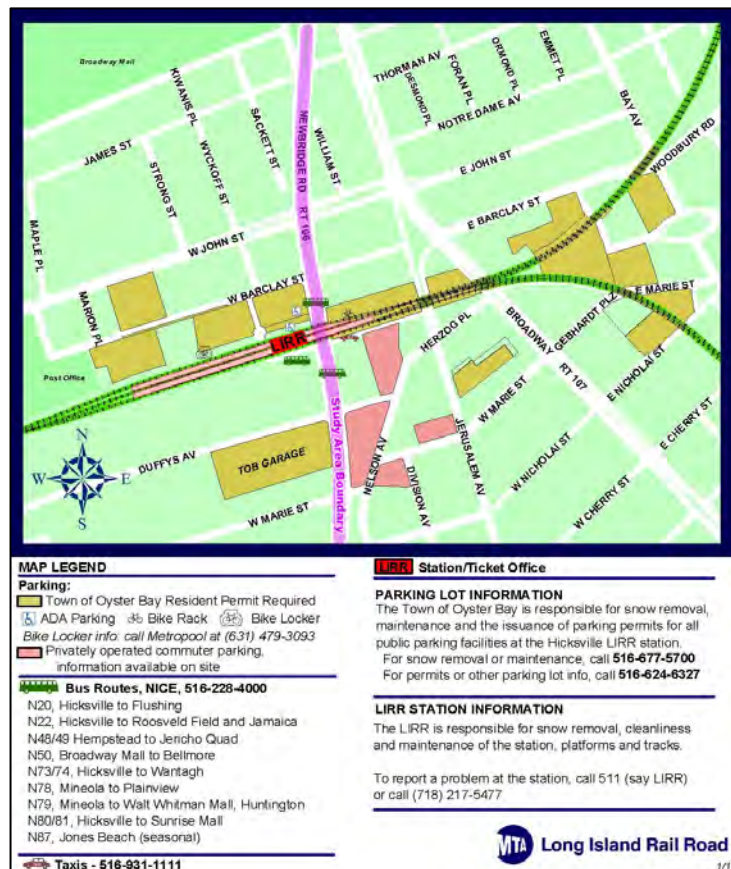 Broadway Mall
KIWANIS PL
SACKETT ST
NEWBRIDGE RD RT 106
WILLIAM ST
THORMAN AV
DESMOND PL
FORAN PL
ORMOND PL
EMMET PL
NOTRE DAME AV
BAY AV
WOODBURY RD
JAMES ST
STRONG ST
WYCKOFF ST
E JOHN ST
MAPLE PL
W JOHN ST
E BARCLAY ST
MARION PL
W BARCLAY ST
LIRR
HERZOG PL
BROADWAY RT 107
GEBHARDT PLZ
E MARIE ST
Post Office
W MARIE ST
E NICHOLAI ST
E CHERRY ST
N
W E
S
DUFFYS AV
TOB GARAGE
Study Area Boundary
NELSON AV
DIVISION AV
JERUSALEM AV
W NICHOLAI ST
W CHERRY ST
W MARIE ST
MAP LEGEND
Parking:
Town of Oyster Bay Resident Permit Required
ADA Parking Bike Rack Bike Locker
Bike Locker info: call Metropool at (631) 479-3093
Privately operated commuter parking,
information available on site
Bus Routes, NICE, 516-228-4000
N20, Hicksville to Flushing
N22, Hicksville to Roosveld Field and Jamaica
N48/49 Hempstead to Jericho Quad
N50, Broadway Mall to Bellmore
N73/74, Hicksville to Wantagh
N78, Mineola to Plainview
N79, Mineola to Walt Whitman Mall, Huntington
N80/81, Hicksville to Sunrise Mall
N87, Jones Beach (seasonal)
Taxis - 516-931-1111
LIRR Station/Ticket Office
PARKING LOT INFORMATION
The Town of Oyster Bay is responsible for snow removal,
maintenance and the issuance of parking permits for all
public parking facilities at the Hicksville LIRR station.
For snow removal or maintenance, call 516-677-5700
For permits or other parking lot info, call 516-624-6327
LIRR STATION INFORMATION
The LIRR is responsible for snow removal, cleanliness
and maintenance of the station, platforms and tracks.
To report a problem at the station, call 511 (say LIRR)
or call (718) 217-5477
MTA Long Island Rail Road